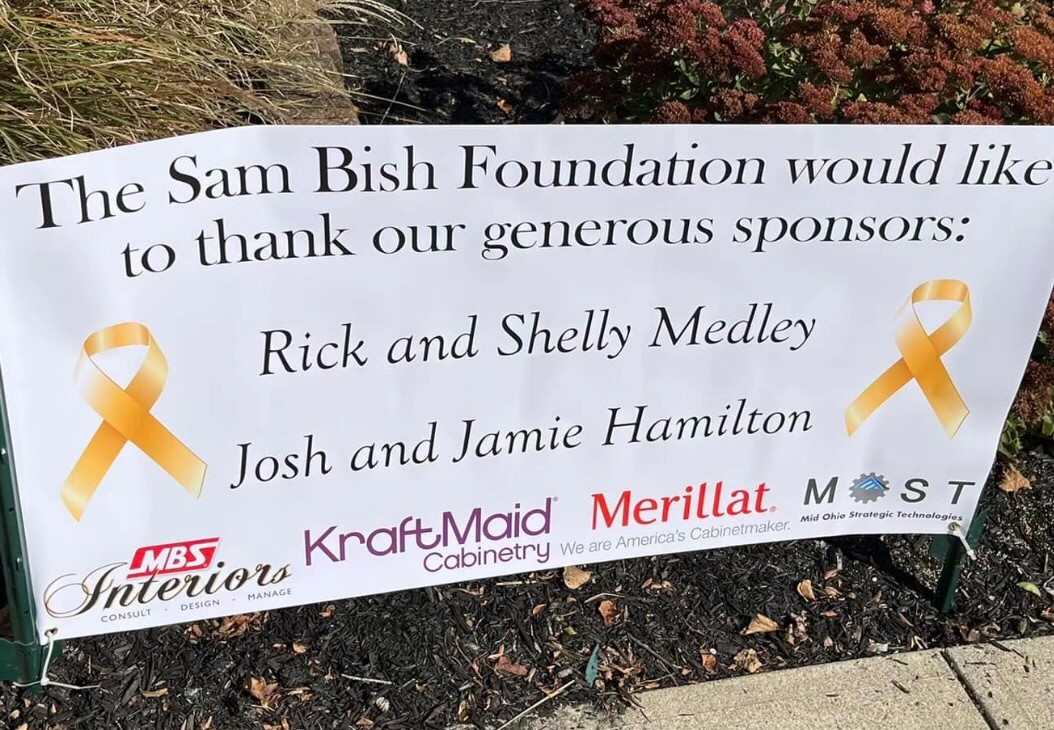 The Sam Bish Foundation would like
to thank our generous sponsors:
Rick and Shelly Medley
Josh and Jamie Hamilton
MBS
Interiors
CONSULT · DESIGN · MANAGE
KraftMaid®
Cabinetry
Merillat®
We are America's Cabinetmaker.
MOST
Mid Ohio Strategic Technologies